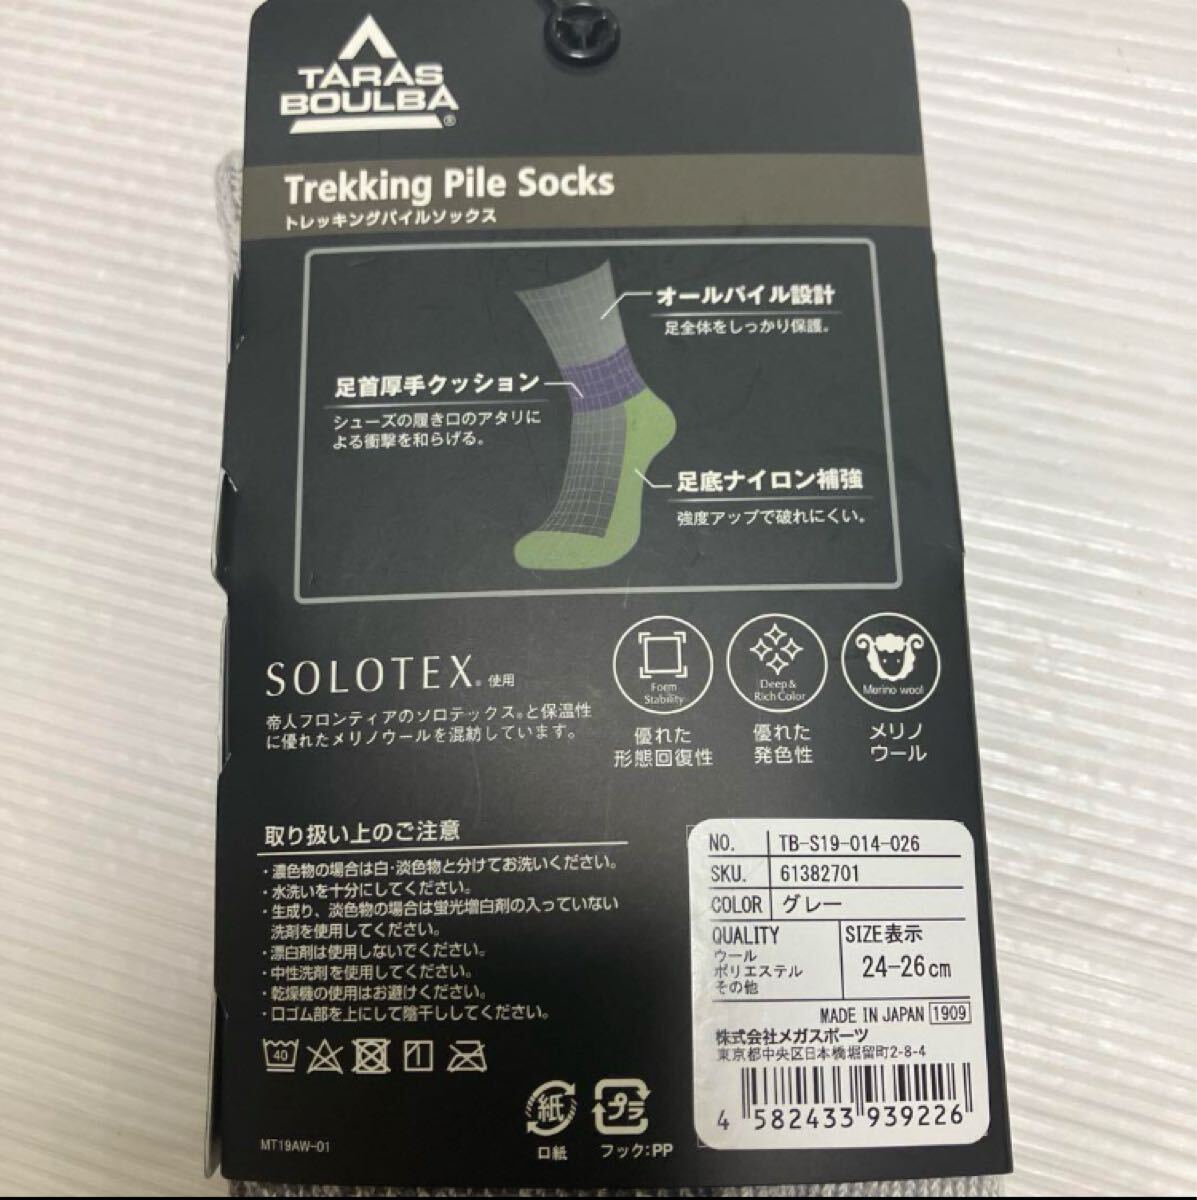 TARAS
BOULBA®
Trekking Pile Socks
トレッキングパイルソックス
オールパイル設計
足全体をしっかり保護。
足首厚手クッション
シューズの履き口のアタリに
よる衝撃を和らげる。
足底ナイロン補強
強度アップで破れにくい。
SOLOTEX® 使用
帝人フロンティアのソロテックス®と保温性
に優れたメリノウールを混紡しています。
Form
Stability
優れた
形態回復性
Deep &
Rich Color
優れた
発色性
Merino wool
メリノ
ウール
取り扱い上のご注意
・濃色物の場合は白・淡色物と分けてお洗いください。
・水洗いを十分にしてください。
・生成り、淡色物の場合は蛍光増白剤の入っていない
洗剤を使用してください。
・漂白剤は使用しないでください。
・中性洗剤を使用してください。
・乾燥機の使用はお避けください。
・口ゴム部を上にして陰干ししてください。
40
MT19AW-01
紙
口紙
プラ
フック:PP
NO. TB-S19-014-026
SKU. 61382701
COLOR グレー
QUALITY
ウール
ポリエステル
その他
SIZE表示
24-26cm
MADE IN JAPAN 1909
株式会社メガスポーツ
東京都中央区日本橋堀留町2-8-4
4 582433 939226